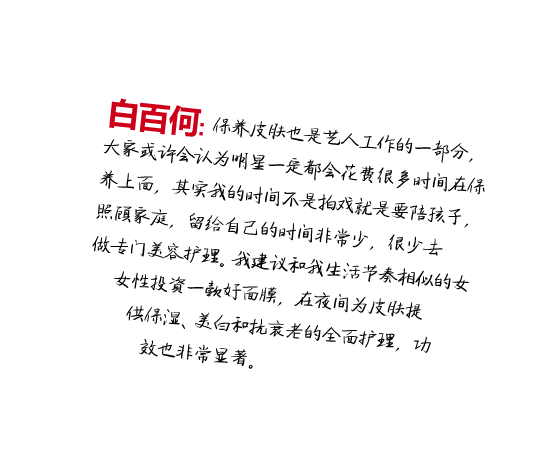 白百何: 保养皮肤也是艺人工作的一部分,
大家或许会认为明星一定都会花费很多时间在保
养上面, 其实我的时间不是拍戏就是要陪孩子,
照顾家庭, 留给自己的时间非常少, 很少去
做专门美容护理。我建议和我生活节奏相似的女
女性投资一款好面膜, 在夜间为皮肤提
供保湿、美白和抗衰老的全面护理, 功
效也非常显著。